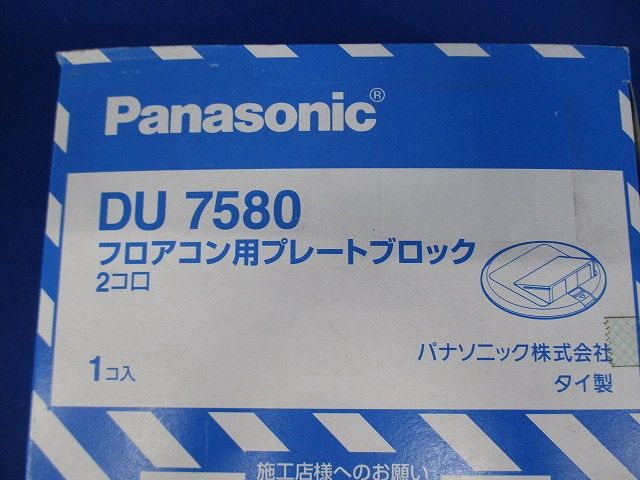 Panasonic®
DU 7580
フロアコン用プレートブロック
2コ口
1コ入
パナソニック株式会社
タイ製
施工店様へのお願い